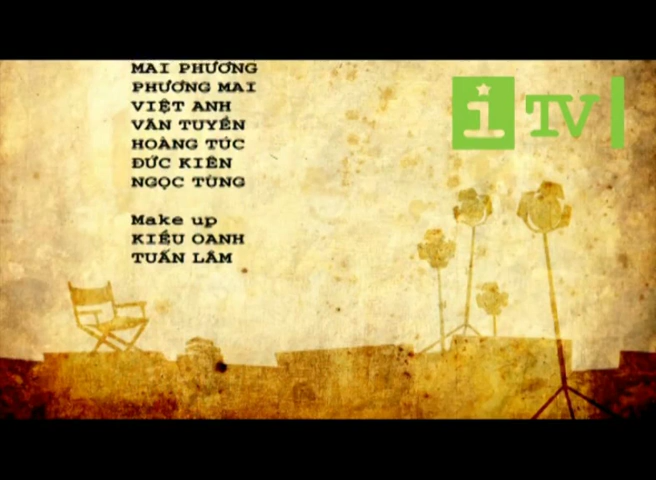 MAI PHƯƠNG
PHƯƠNG MAI
VIỆT ANH
VĂN TUYỂN
HOÀNG TÚC
ĐỨC KIÊN
NGỌC TÙNG
Make up
KIỀU OANH
TUẤN LÂM
iTV